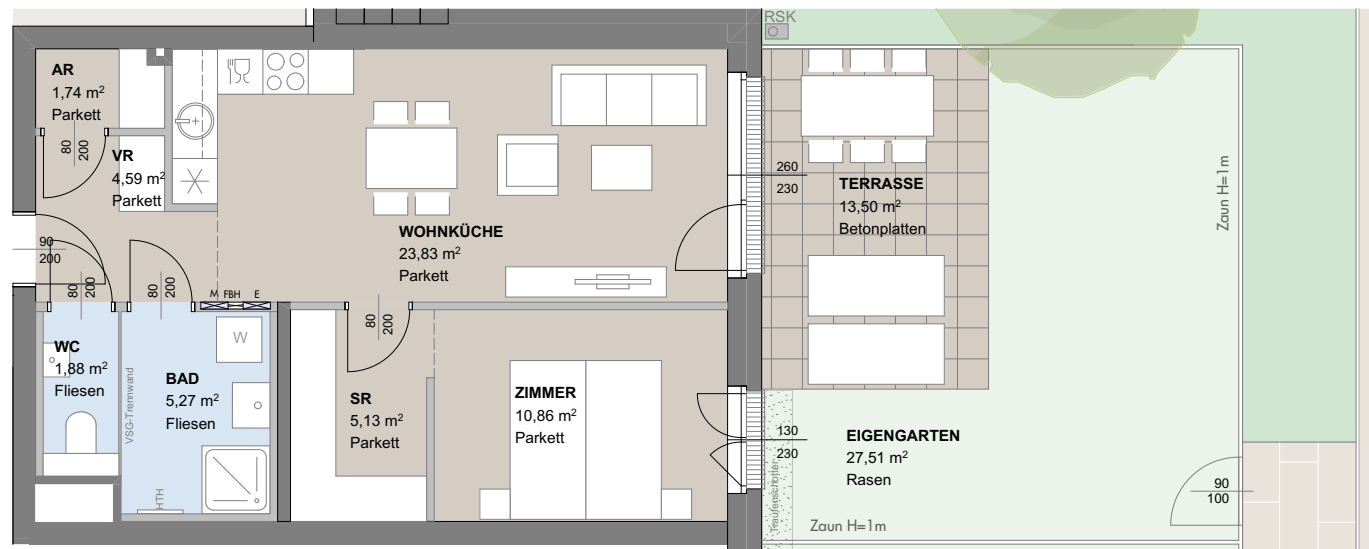 RSK
AR
1,74 m²
Parkett
80
200
VR
4,59 m²
Parkett
90
200
80
200
80
200
M FBH E
WOHNKÜCHE
23,83 m²
Parkett
260
230
TERRASSE
13,50 m²
Betonplatten
Zaun H=1m
WC
1,88 m²
Fliesen
VSG-Trennwand
BAD
5,27 m²
Fliesen
W
HTH
80
200
SR
5,13 m²
Parkett
ZIMMER
10,86 m²
Parkett
130
230
Traufenschotter
EIGENGARTEN
27,51 m²
Rasen
90
100
Zaun H=1m